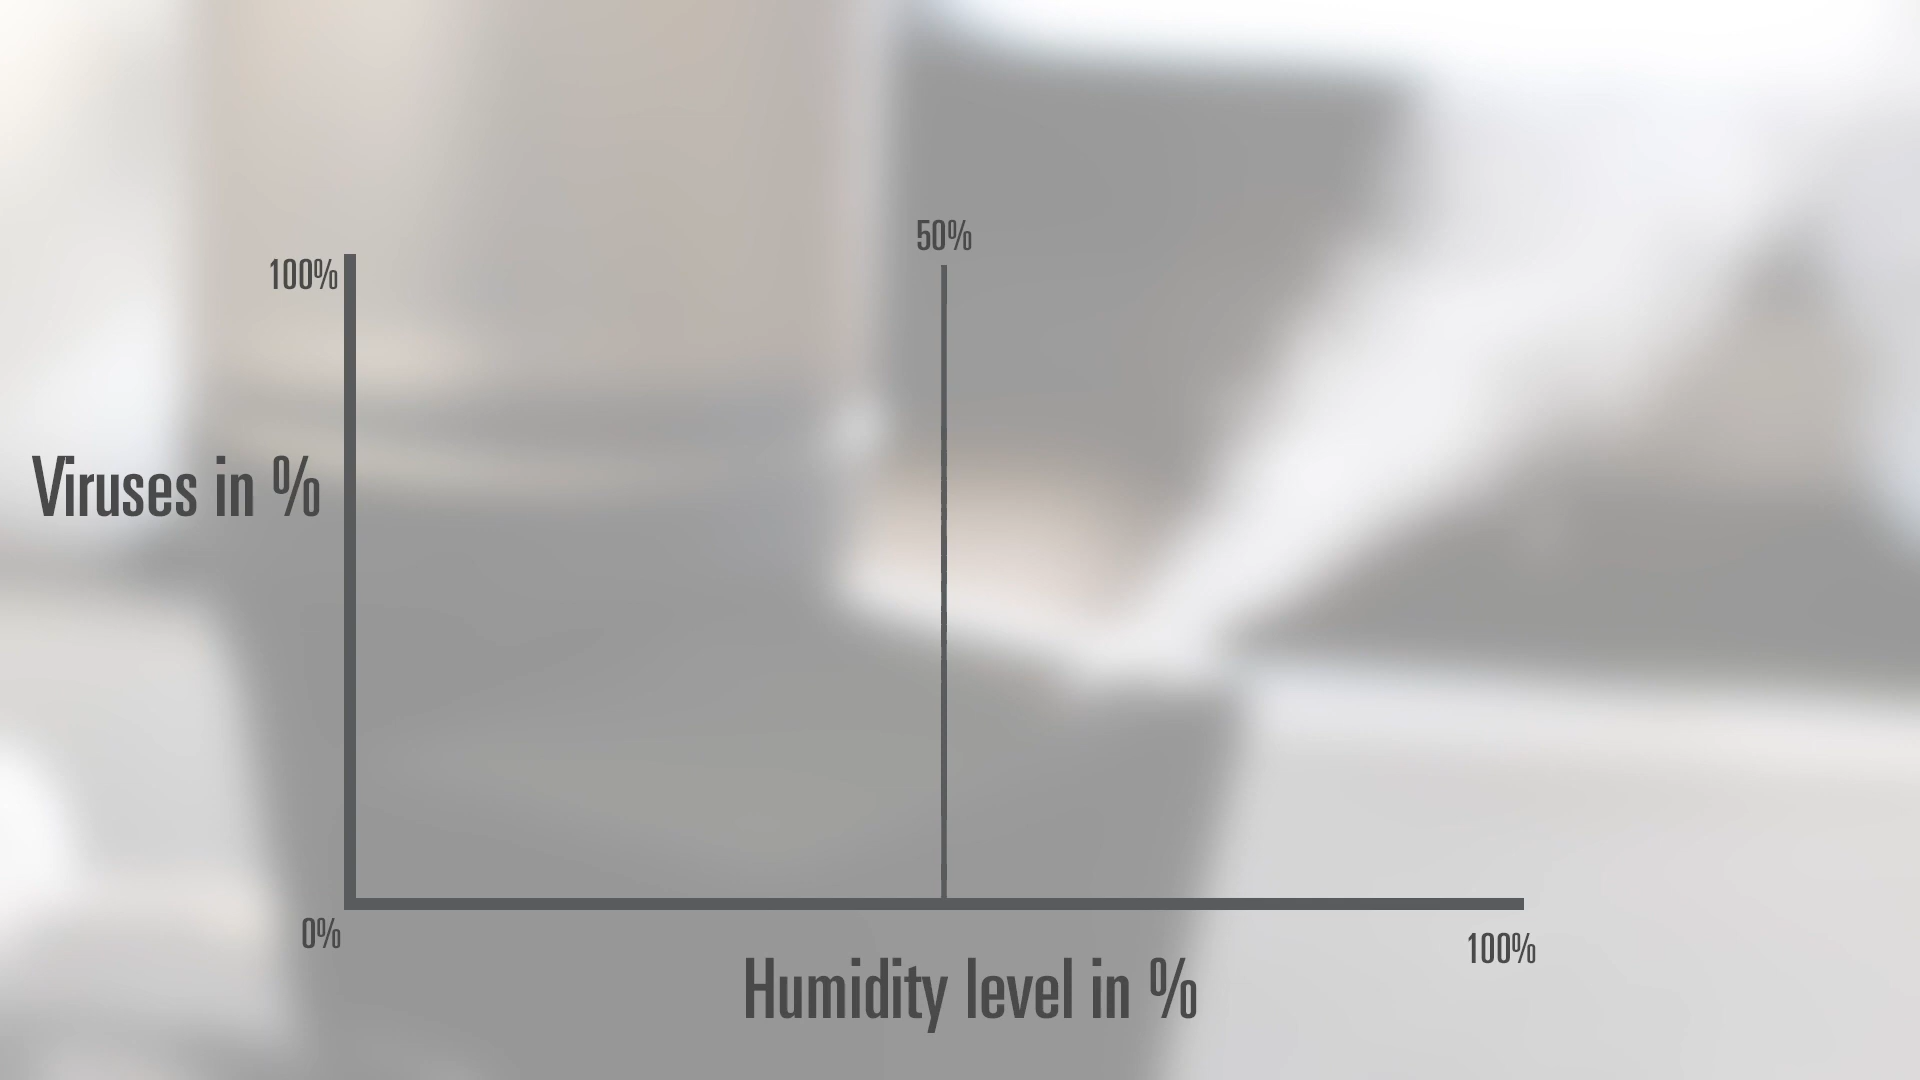 50%
100%
Viruses in %
0%
100%
Humidity level in %